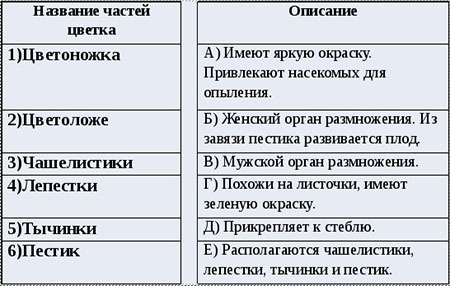 Название частей
цветка
Описание
1)Цветоножка
А) Имеют яркую окраску.
Привлекают насекомых для
опыления.
2)Цветоложе
Б) Женский орган размножения. Из
завязи пестика развивается плод.
3)Чашелистики
В) Мужской орган размножения.
4)Лепестки
Г) Похожи на листочки, имеют
зеленую окраску.
5)Тычинки
Д) Прикрепляет к стеблю.
6)Пестик
Е) Располагаются чашелистики,
лепестки, тычинки и пестик.